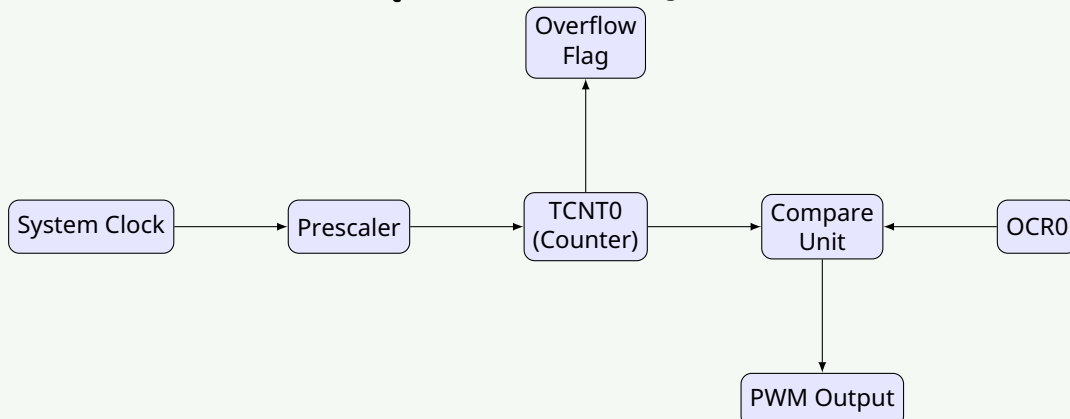 Overflow
Flag
System Clock
Prescaler
TCNT0
(Counter)
Compare
Unit
OCR0
PWM Output